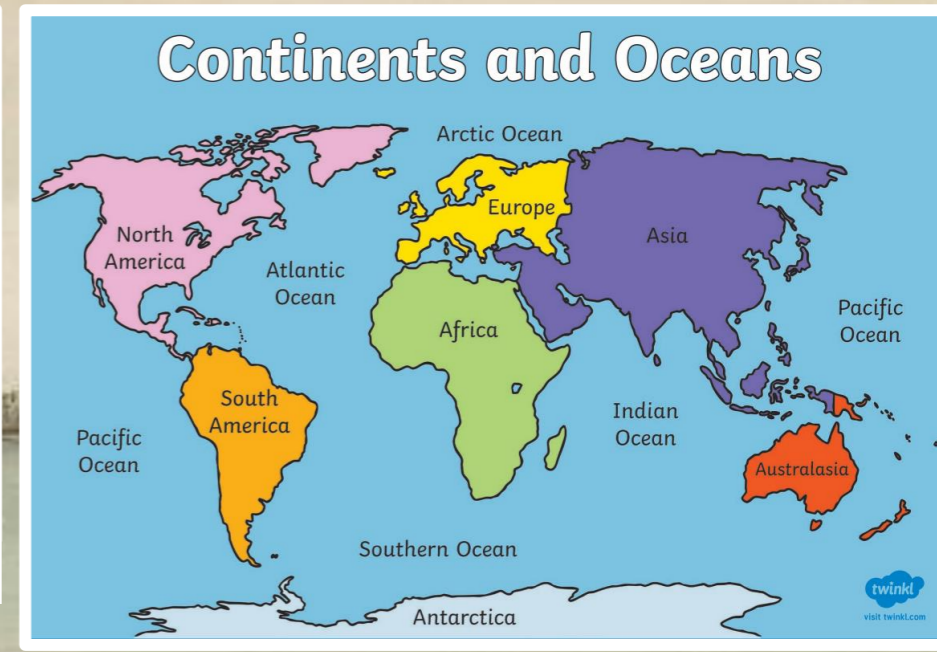 Continents and Oceans
Arctic Ocean
Europe
Asia
North
America
Atlantic
Ocean
Africa
Pacific
Ocean
South
America
Indian
Ocean
Pacific
Ocean
Australasia
Southern Ocean
Antarctica
twinkl
visit twinkl.com